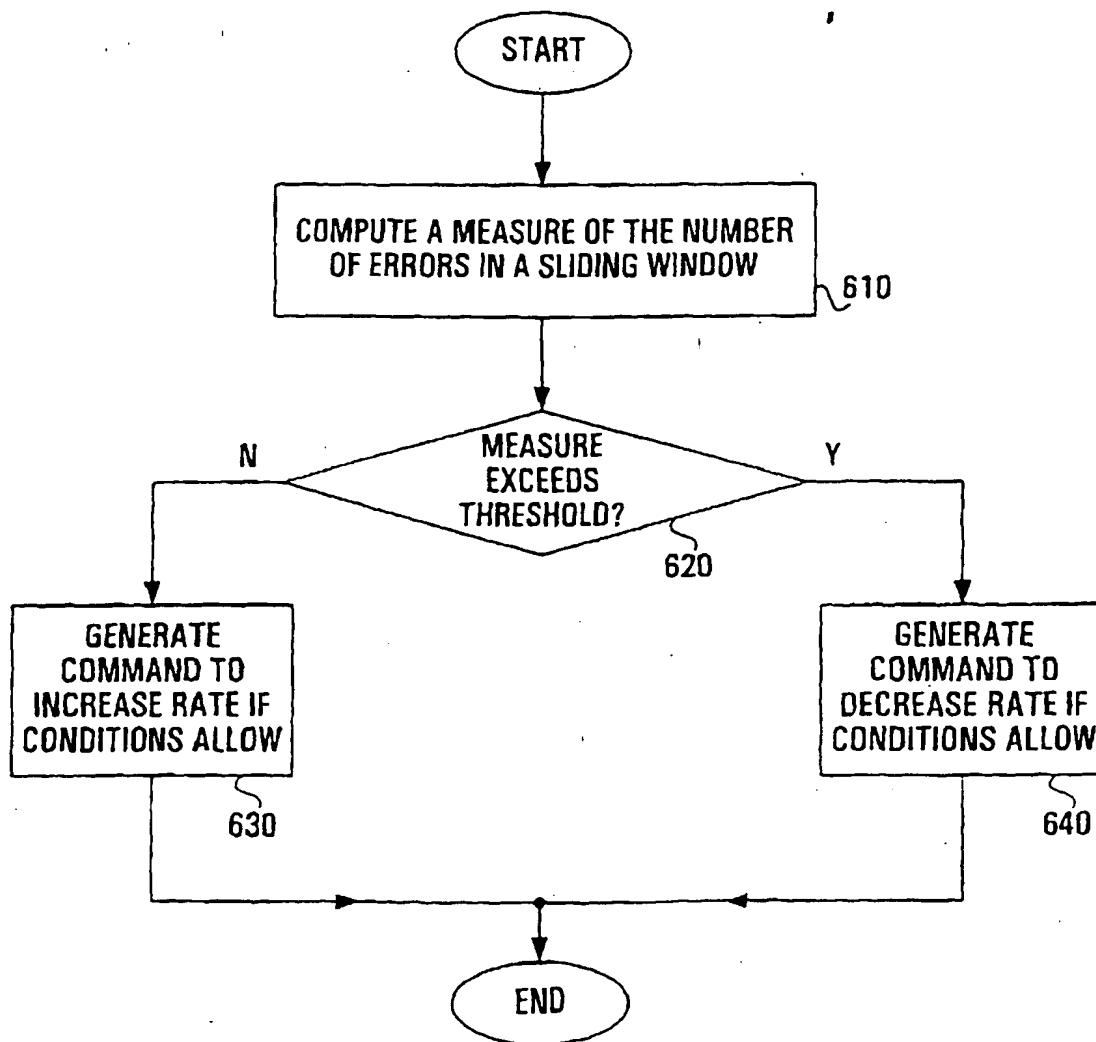 START
COMPUTE A MEASURE OF THE NUMBER
OF ERRORS IN A SLIDING WINDOW
610
N
MEASURE
EXCEEDS
THRESHOLD?
Y
620
GENERATE
COMMAND TO
INCREASE RATE IF
CONDITIONS ALLOW
630
GENERATE
COMMAND TO
DECREASE RATE IF
CONDITIONS ALLOW
640
END